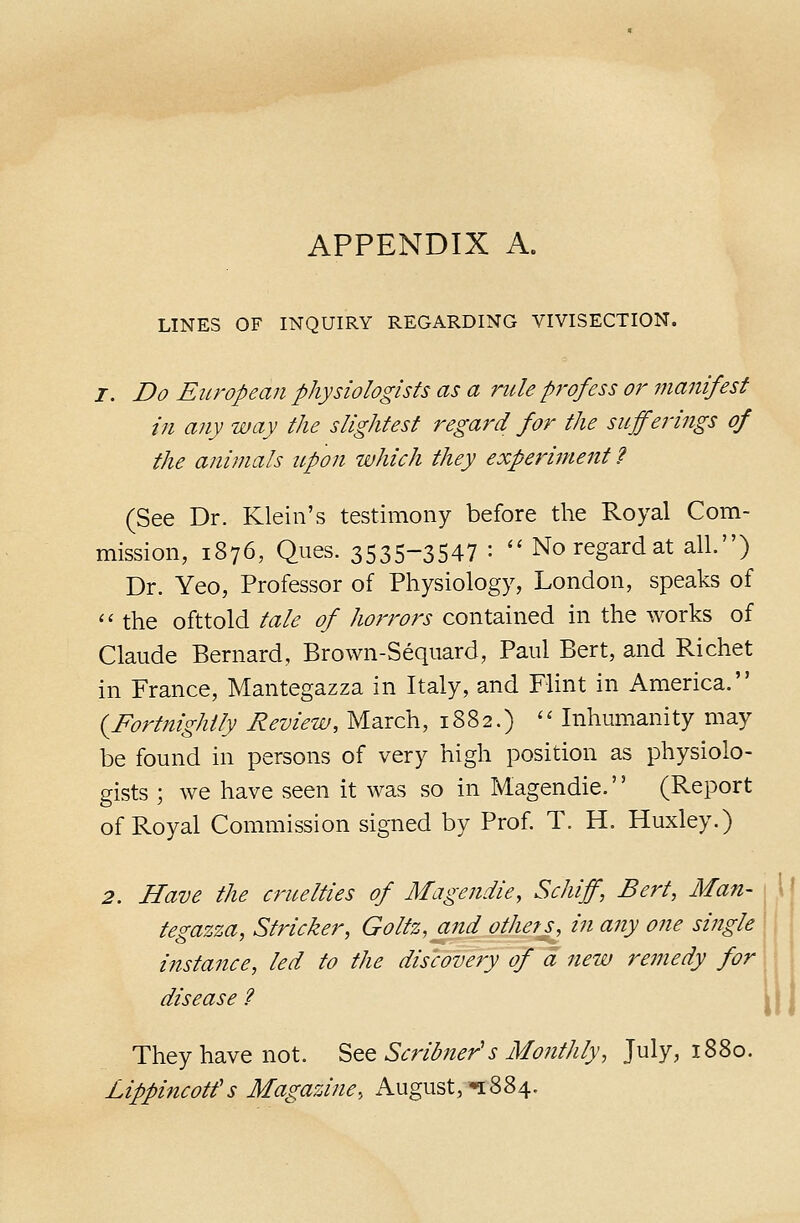 APPENDIX A.
LINES OF INQUIRY REGARDING VIVISECTION.
1. Do European physiologists as a rule profess or manifest
in any way the slightest regard for the sufferings of
the animals upon which they experiment?
(See Dr. Klein's testimony before the Royal Com-
mission, 1876, Ques. 3535-3547 : “ No regard at all.”)
Dr. Yeo, Professor of Physiology, London, speaks of
“ the ofttold tale of horrors contained in the works of
Claude Bernard, Brown-Séquard, Paul Bert, and Richet
in France, Mantegazza in Italy, and Flint in America.”
(Fortnightly Review, March, 1882.) “ Inhumanity may
be found in persons of very high position as physiolo-
gists ; we have seen it was so in Magendie.” (Report
of Royal Commission signed by Prof. T. H. Huxley.)
2. Have the cruelties of Magendie, Schiff, Bert, Man-
tegazza, Stricker, Goltz, and others, in any one single
instance, led to the discovery of a new remedy for
disease ?
They have not. See Scribner's Monthly, July, 1880.
Lippincott's Magazine, August, 1884.